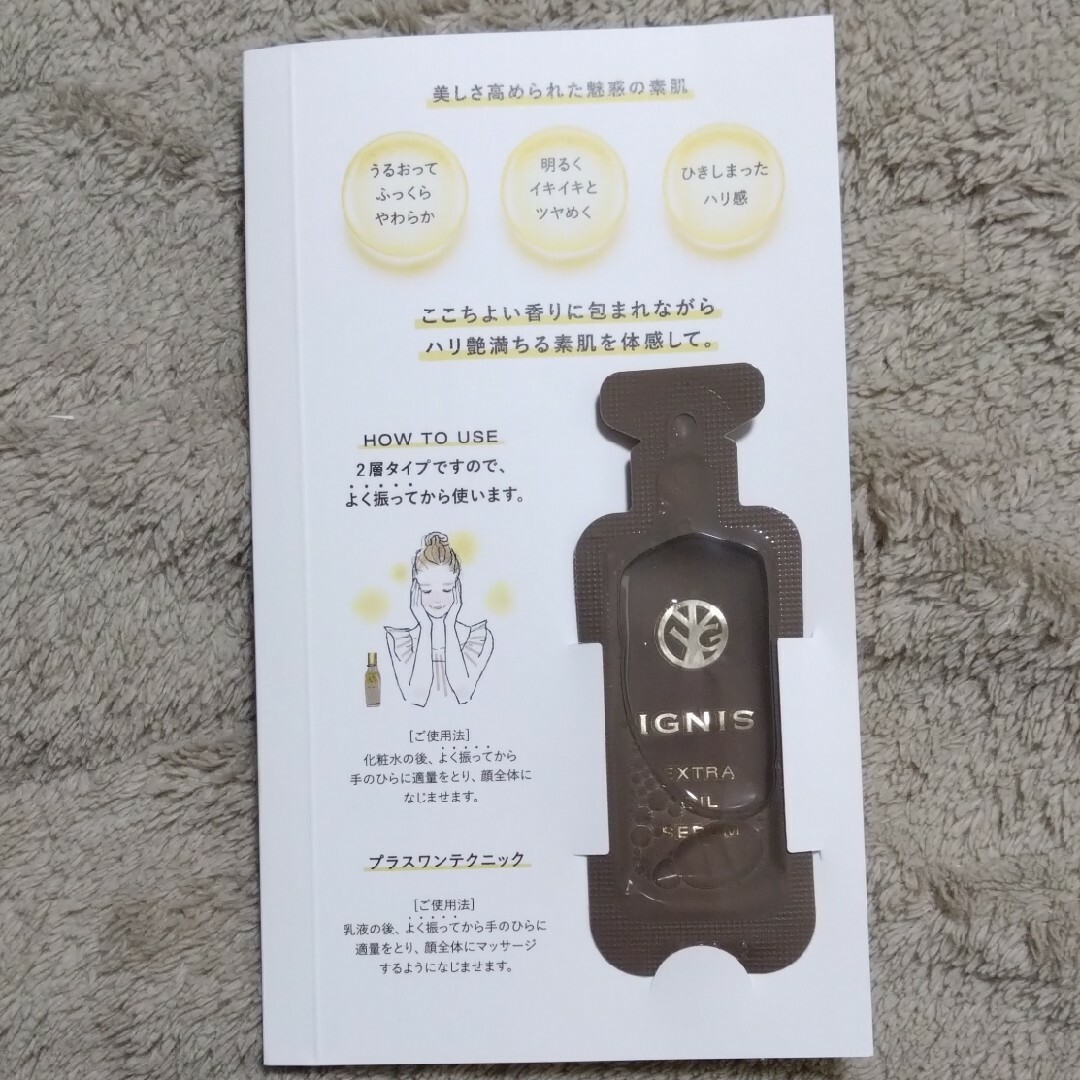 美しさ高められた魅惑の素肌
うるおって
ふっくら
やわらか
明るく
イキイキと
ツヤめく
ひきしまった
ハリ感
ここちよい香りに包まれながら
ハリ艶満ちる素肌を体感して。
HOW TO USE
2層タイプですので、
よく振ってから使います。
[ご使用法]
化粧水の後、よく振ってから
手のひらに適量をとり、顔全体に
なじませます。
プラスワンテクニック
[ご使用法]
乳液の後、よく振ってから手のひらに
適量をとり、顔全体にマッサージ
するようになじませます。
IGNIS
EXTRA
OIL
SERUM